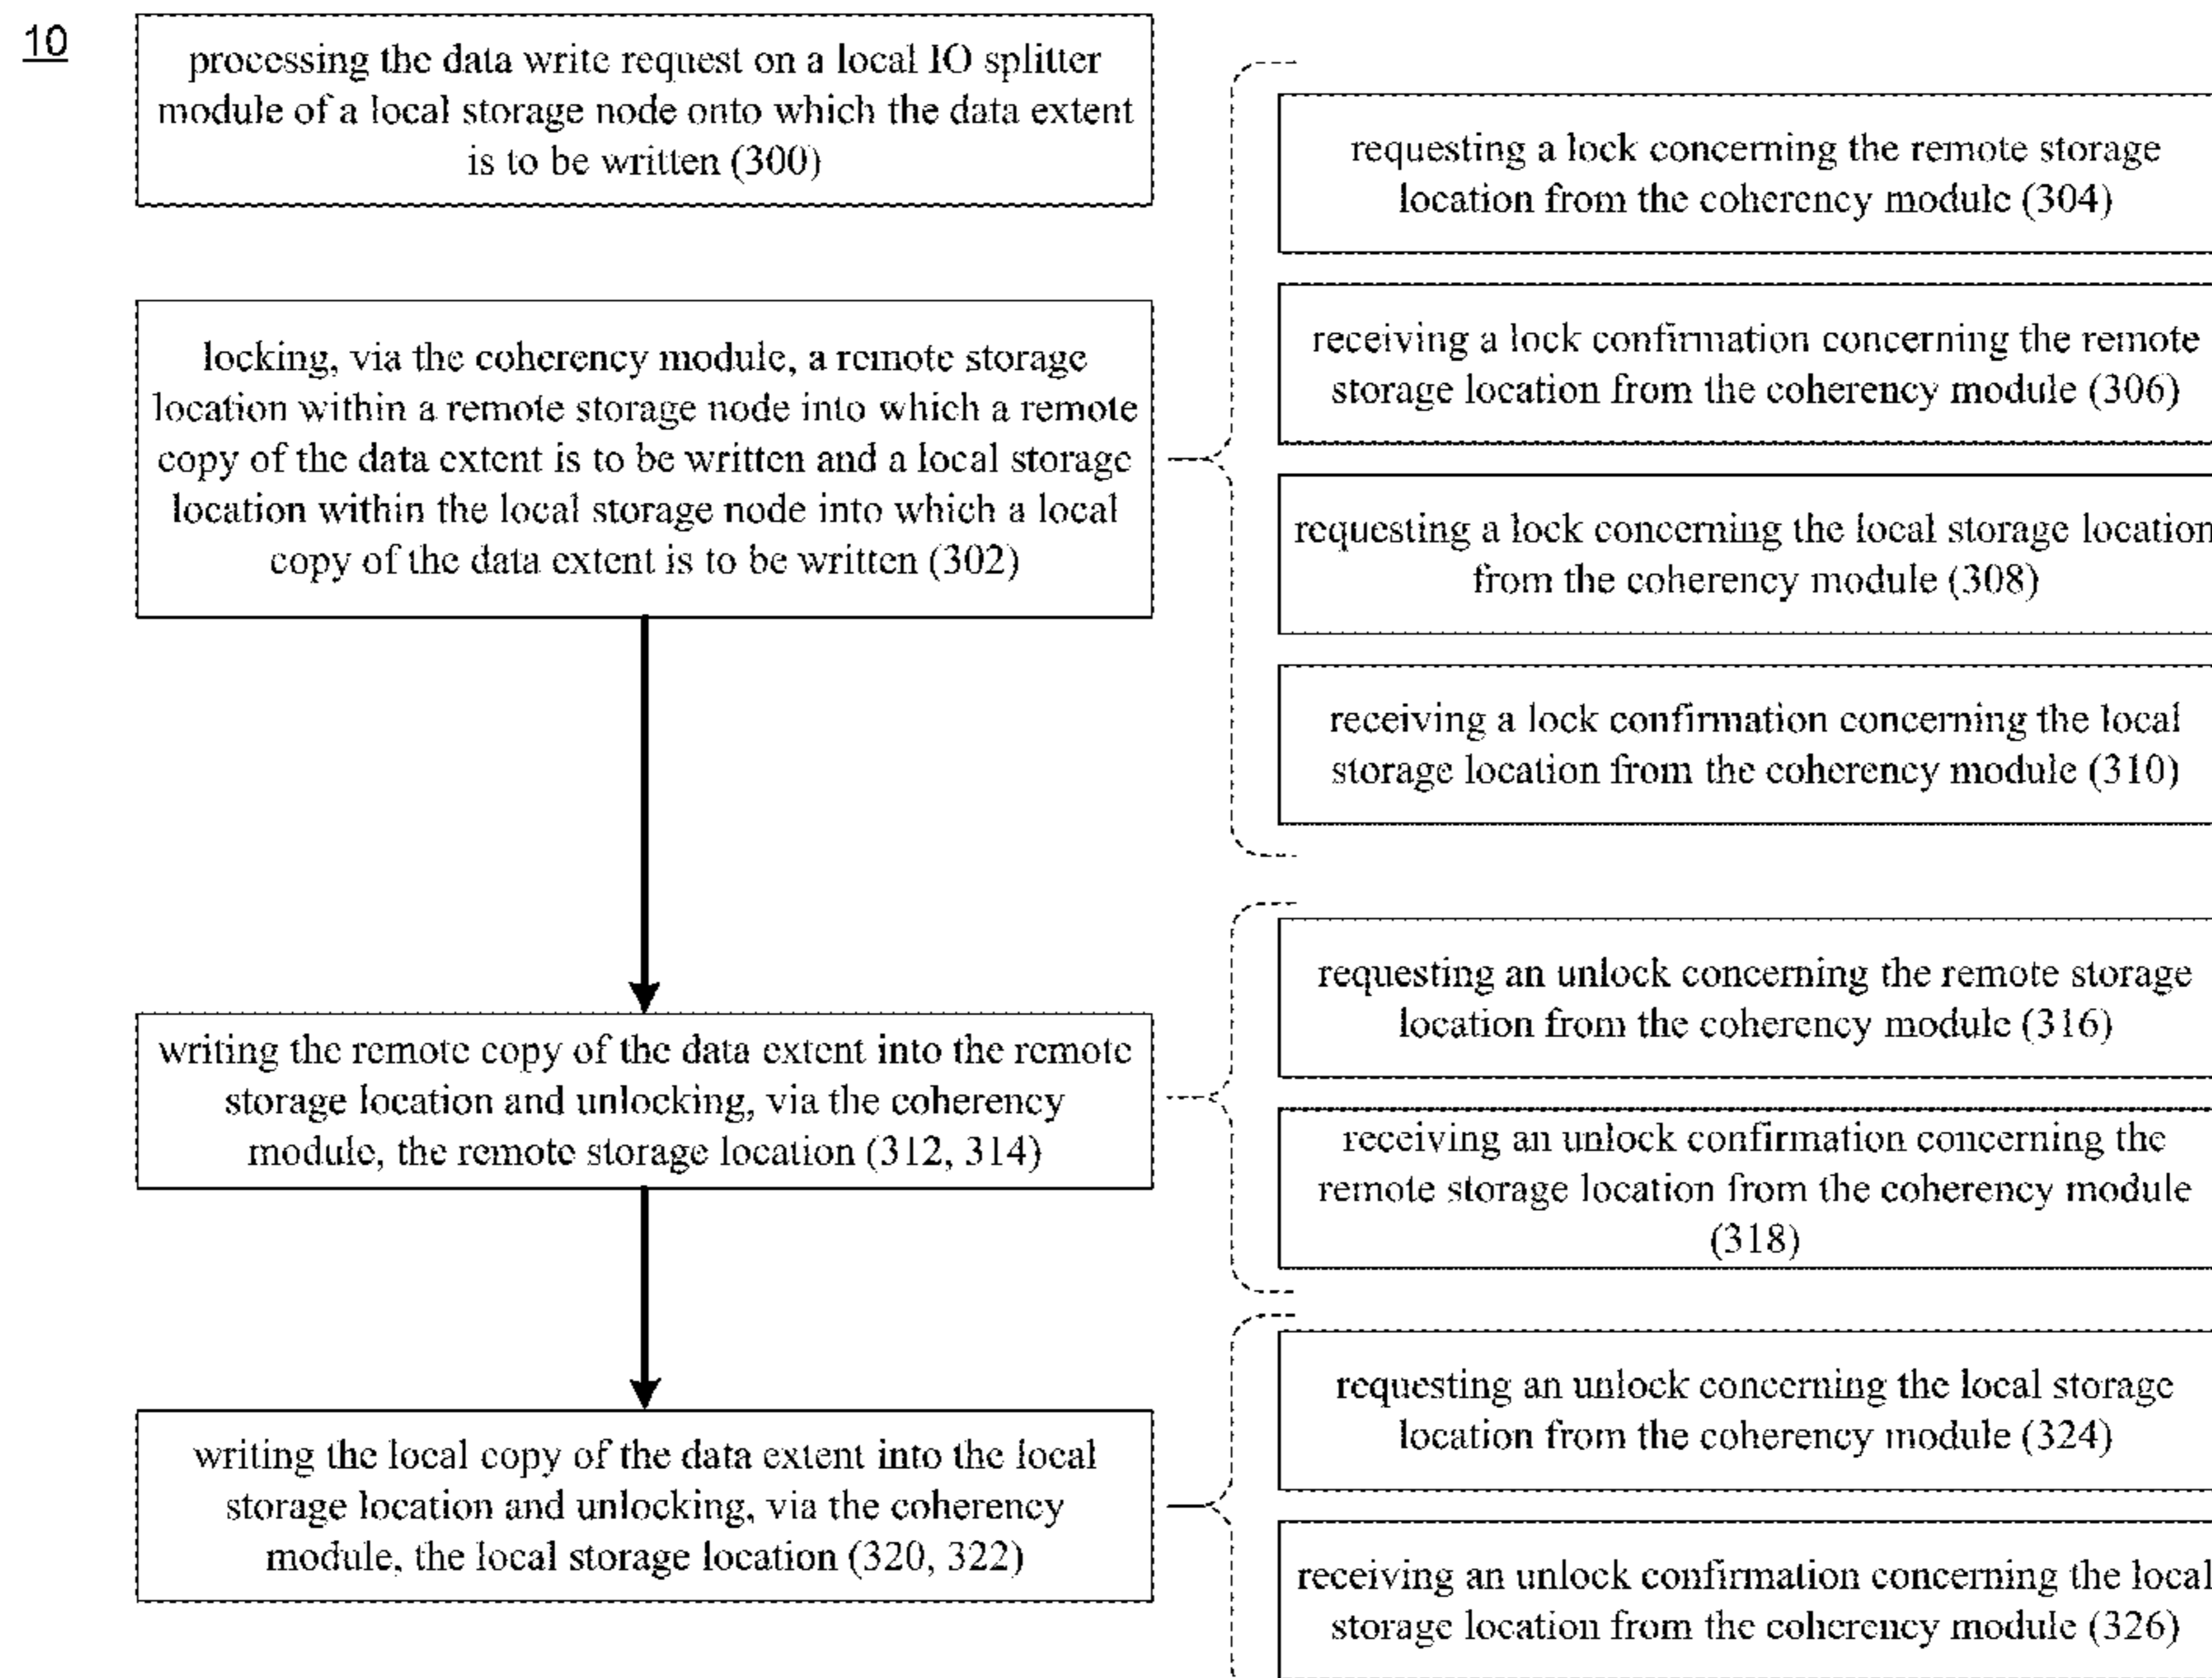 10
processing the data write request on a local IO splitter
module of a local storage node onto which the data extent
is to be written (300)
locking, via the coherency module, a remote storage
location within a remote storage node into which a remote
copy of the data extent is to be written and a local storage
location within the local storage node into which a local
copy of the data extent is to be written (302)
requesting a lock concerning the remote storage
location from the coherency module (304)
receiving a lock confirmation concerning the remote
storage location from the coherency module (306)
requesting a lock concerning the local storage location
from the coherency module (308)
receiving a lock confirmation concerning the local
storage location from the coherency module (310)
writing the remote copy of the data extent into the remote
storage location and unlocking, via the coherency
module, the remote storage location (312, 314)
requesting an unlock concerning the remote storage
location from the coherency module (316)
receiving an unlock confirmation concerning the
remote storage location from the coherency module
(318)
writing the local copy of the data extent into the local
storage location and unlocking, via the coherency
module, the local storage location (320, 322)
requesting an unlock concerning the local storage
location from the coherency module (324)
receiving an unlock confirmation concerning the local
storage location from the coherency module (326)